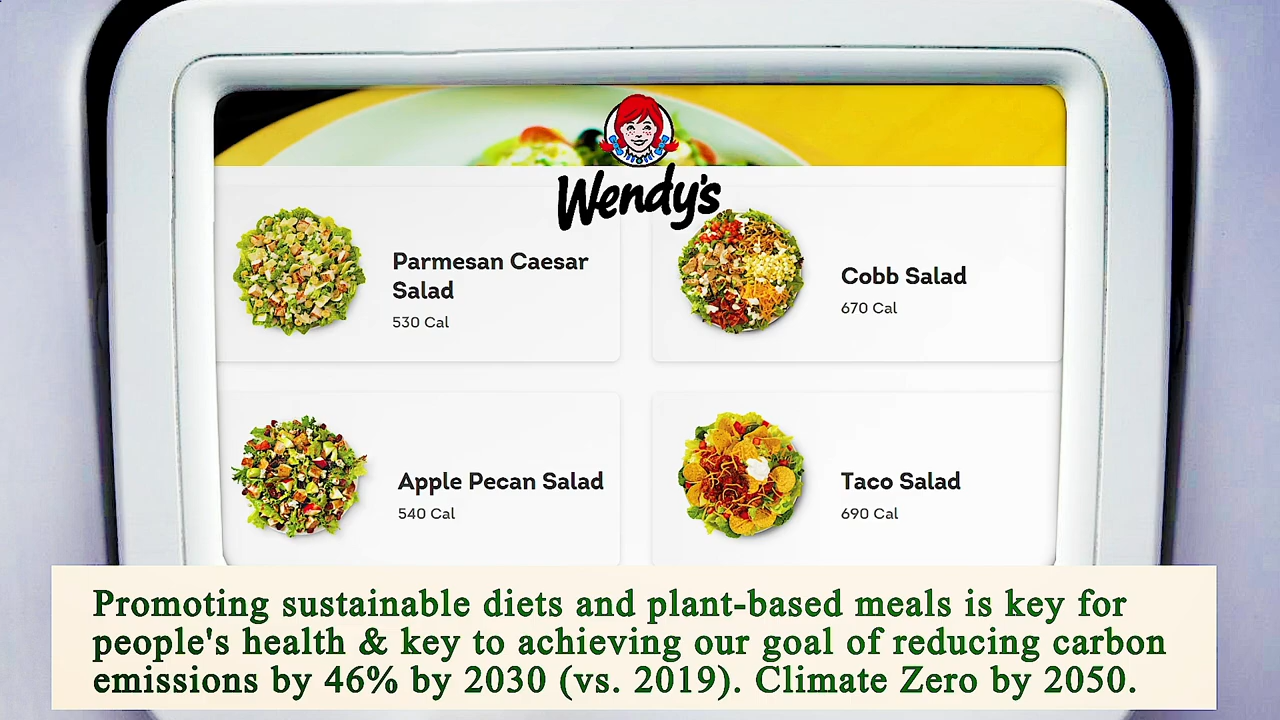 Wendy's
Parmesan Caesar
Salad
530 Cal
Cobb Salad
670 Cal
Apple Pecan Salad
540 Cal
Taco Salad
690 Cal
Promoting sustainable diets and plant-based meals is key for
people's health & key to achieving our goal of reducing carbon
emissions by 46% by 2030 (vs. 2019). Climate Zero by 2050.